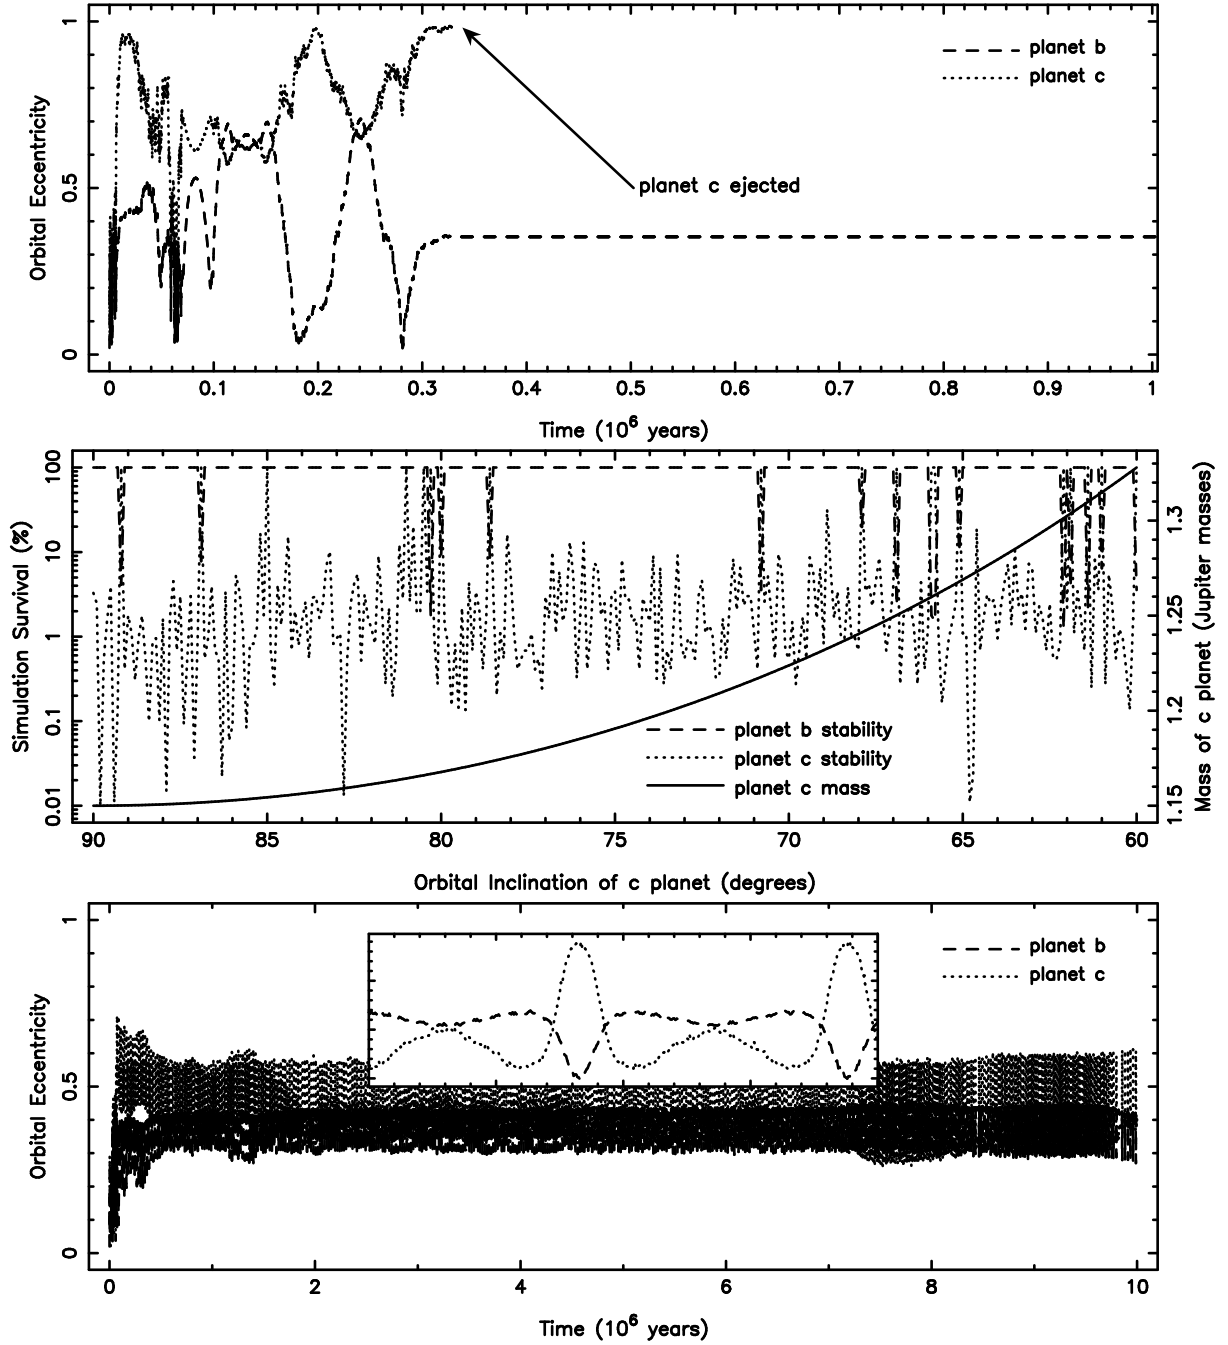 1
0.5
0
Orbital Eccentricity
planet b
planet c
planet c ejected
0 0.1 0.2 0.3 0.4 0.5 0.6 0.7 0.8 0.9 1
Time (10⁶ years)
100
10
1
0.1
0.01
Simulation Survival (%)
planet b stability
planet c stability
planet c mass
1.3
1.25
1.2
1.15
Mass of c planet (Jupiter masses)
90 85 80 75 70 65 60
Orbital Inclination of c planet (degrees)
1
0.5
0
Orbital Eccentricity
planet b
planet c
0 2 4 6 8 10
Time (10⁶ years)